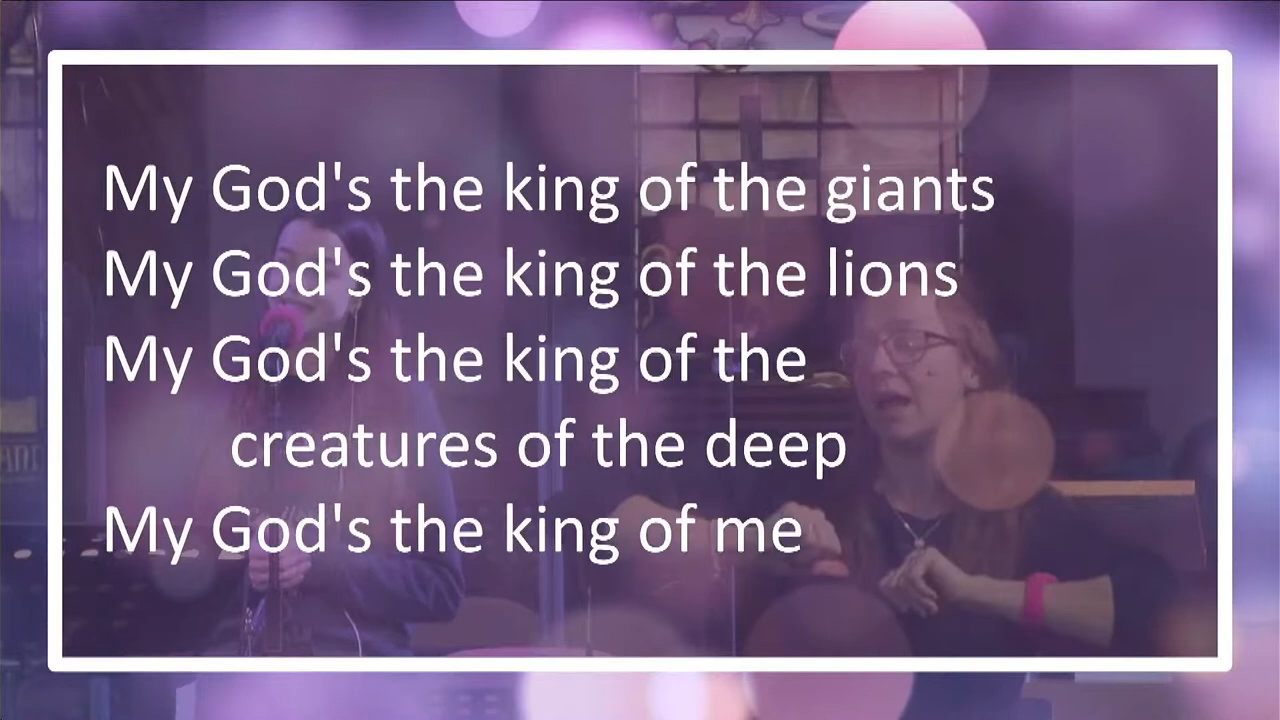 My God's the king of the giants
My God's the king of the lions
My God's the king of the
creatures of the deep
My God's the king of me